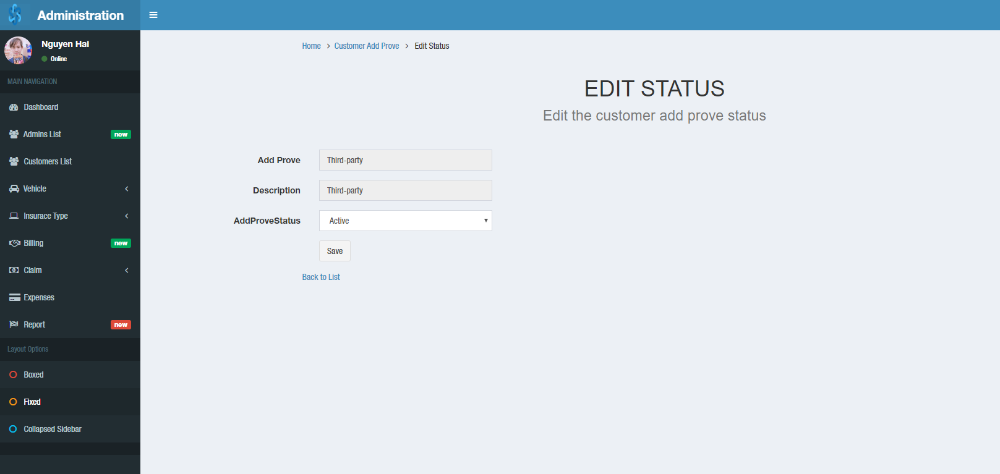 Administration
Nguyen Hal
Online
MAIN NAVIGATION
Dashboard
Admins List new
Customers List
Vehicle
Insurace Type
Billing new
Claim
Expenses
Report new
Layout Options
Boxed
Fixed
Collapsed Sidebar
Home > Customer Add Prove > Edit Status
EDIT STATUS
Edit the customer add prove status
Add Prove Third-party
Description Third-party
AddProveStatus Active
Save
Back to List